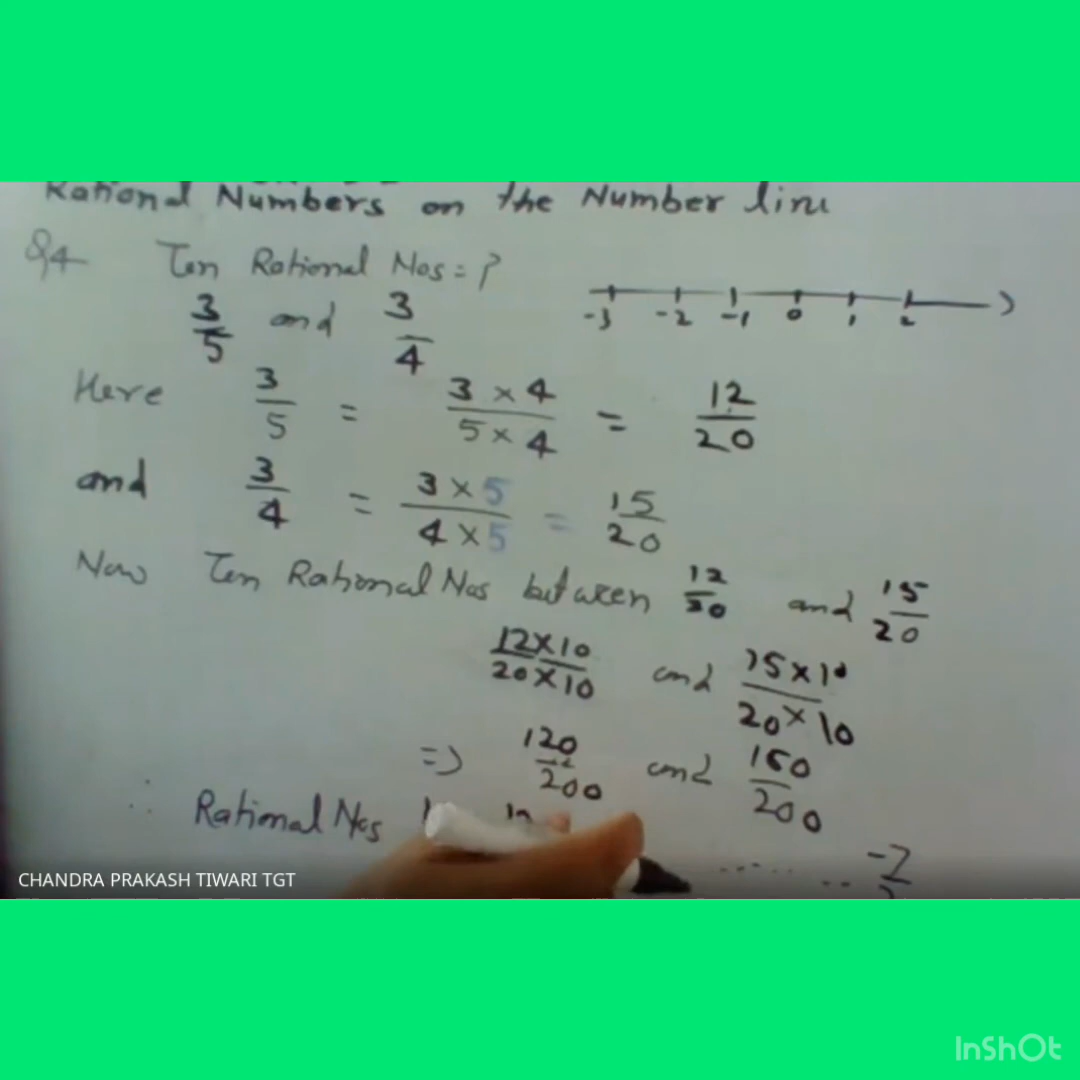 Rational Numbers on the Number line
Q4 Ten Rational Nos = ?
3/5 and 3/4
-3 -2 -1 0 1 2
Here 3/5 = 3 × 4 / 5 × 4 = 12/20
and 3/4 = 3 × 5 / 4 × 5 = 15/20
Now Ten Rational Nos between 12/20 and 15/20
12×10 / 20×10 and 15×10 / 20×10
=> 120/200 and 150/200
∴ Rational Nos
CHANDRA PRAKASH TIWARI TGT
InShOt